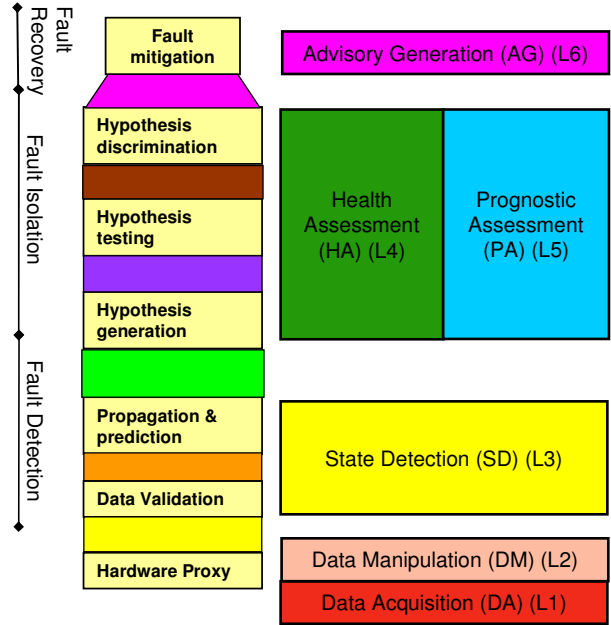 Fault
Recovery
Fault Isolation
Fault Detection
Fault
mitigation
Hypothesis
discrimination
Hypothesis
testing
Hypothesis
generation
Propagation &
prediction
Data Validation
Hardware Proxy
Advisory Generation (AG) (L6)
Health
Assessment
(HA) (L4)
Prognostic
Assessment
(PA) (L5)
State Detection (SD) (L3)
Data Manipulation (DM) (L2)
Data Acquisition (DA) (L1)